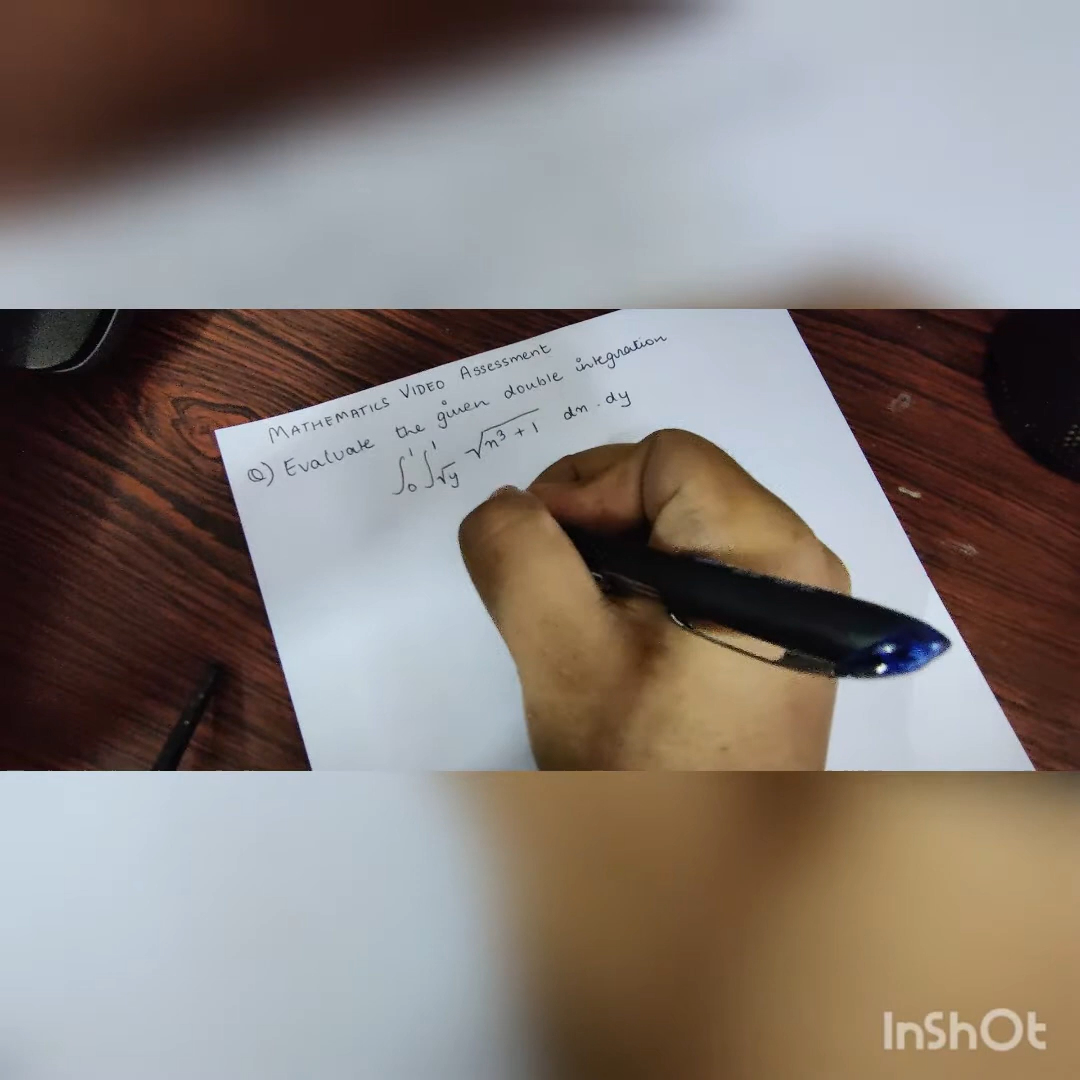 MATHEMATICS VIDEO Assessment
Q) Evaluate the given double integration
∫₀¹ ∫√y¹ √x³ + 1 dx . dy
InShOt